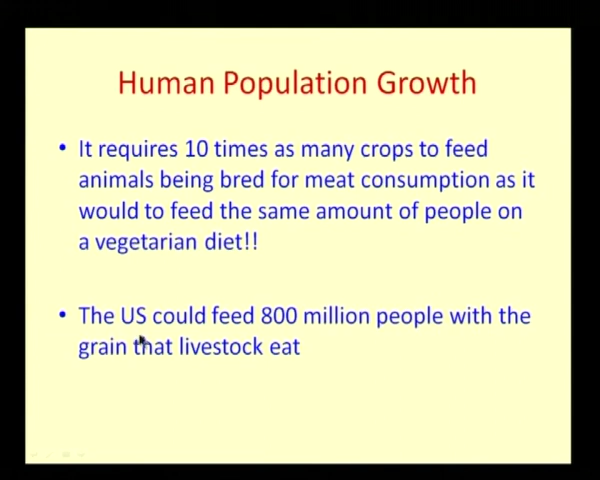 Human Population Growth
• It requires 10 times as many crops to feed
animals being bred for meat consumption as it
would to feed the same amount of people on
a vegetarian diet!!
• The US could feed 800 million people with the
grain that livestock eat